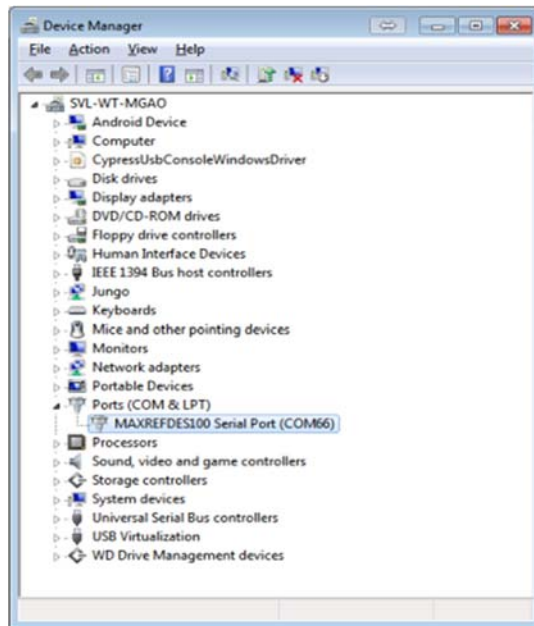 Device Manager
File Action View Help
SVL-WT-MGAO
Android Device
Computer
CypressUsbConsoleWindowsDriver
Disk drives
Display adapters
DVD/CD-ROM drives
Floppy drive controllers
Human Interface Devices
IEEE 1394 Bus host controllers
Jungo
Keyboards
Mice and other pointing devices
Monitors
Network adapters
Portable Devices
Ports (COM & LPT)
MAXREFDES100 Serial Port (COM66)
Processors
Sound, video and game controllers
Storage controllers
System devices
Universal Serial Bus controllers
USB Virtualization
WD Drive Management devices